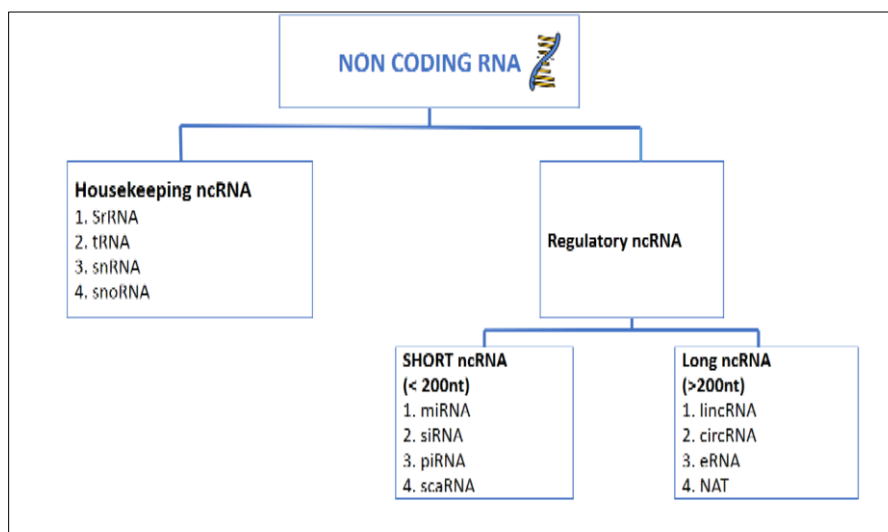 NON CODING RNA
Housekeeping ncRNA
1. SrRNA
2. tRNA
3. snRNA
4. snoRNA
Regulatory ncRNA
SHORT ncRNA
(< 200nt)
1. miRNA
2. siRNA
3. piRNA
4. scaRNA
Long ncRNA
(>200nt)
1. lincRNA
2. circRNA
3. eRNA
4. NAT